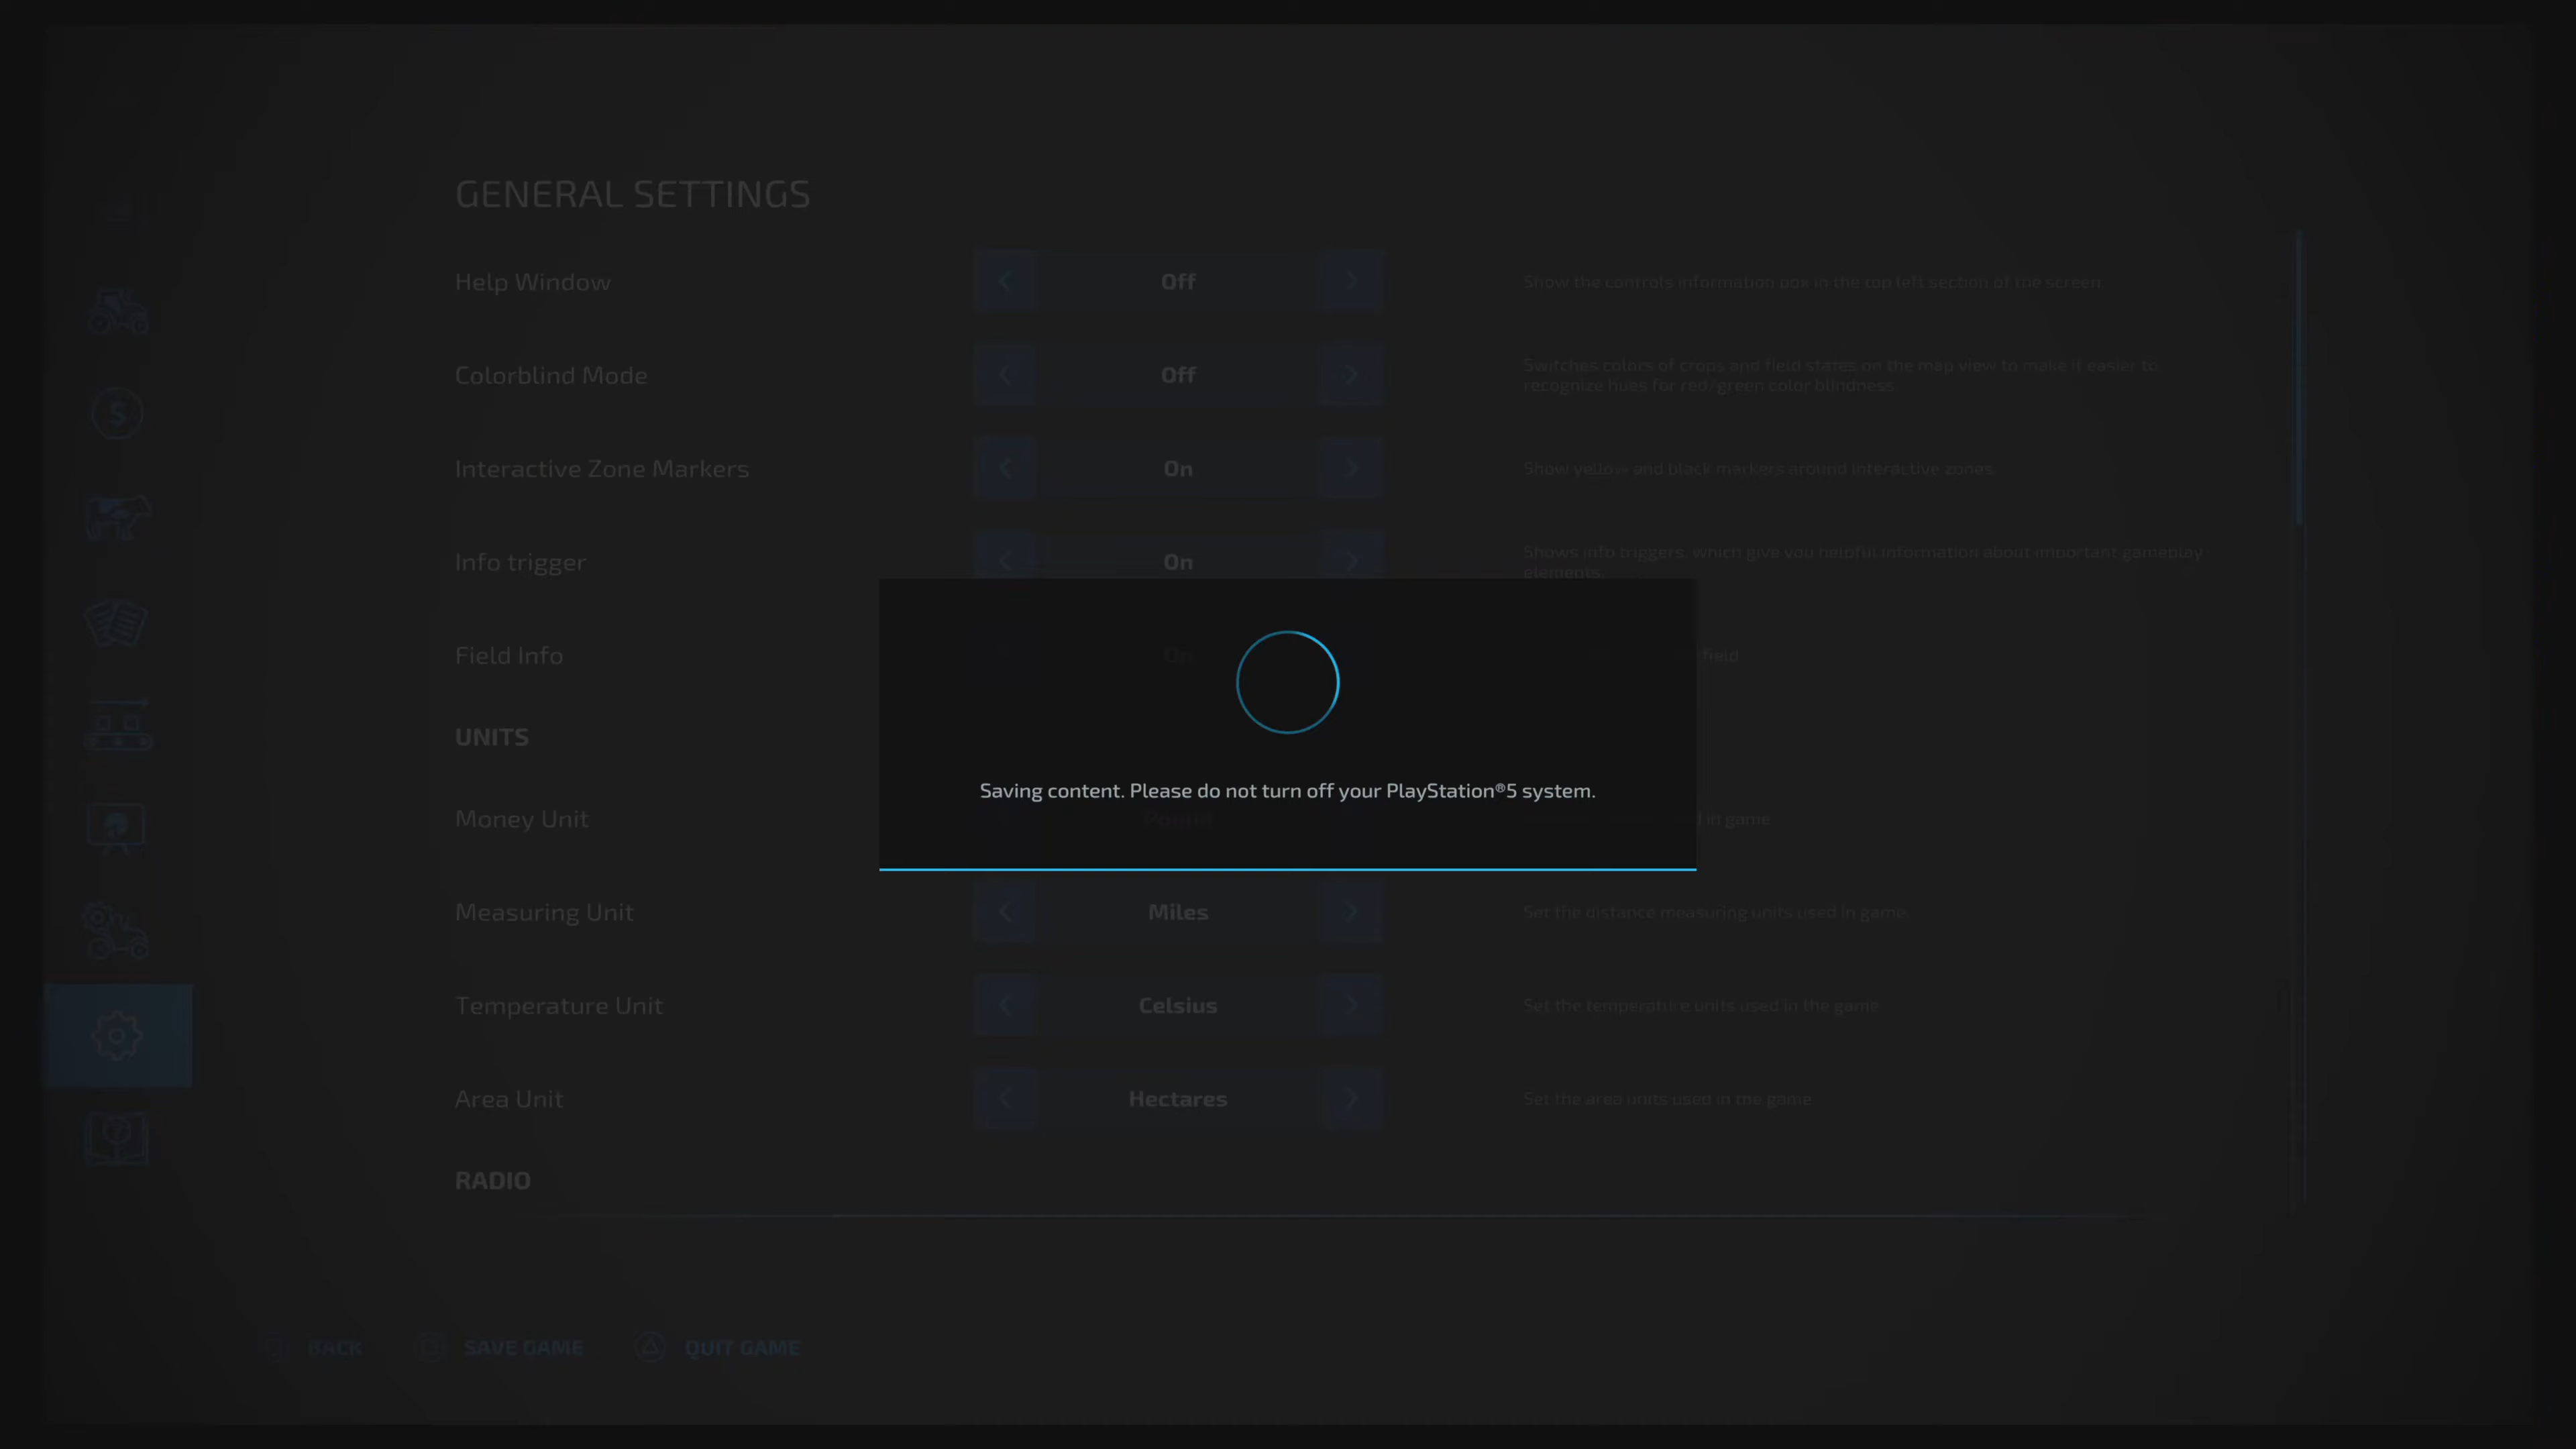 GENERAL SETTINGS
Help Window
Off
Show the controls information box in the top left section of the screen.
Colorblind Mode
Off
Switches colors of crops and field states on the map view to make it easier to
recognize hues for red/green color blindness.
Interactive Zone Markers
On
Show yellow and black markers around interactive zones.
Info trigger
On
Shows info triggers, which give you helpful information about important gameplay
elements.
Field Info
On
field
UNITS
Saving content. Please do not turn off your PlayStation®5 system.
Money Unit
Pound
in game
Measuring Unit
Miles
Set the distance measuring units used in game.
Temperature Unit
Celsius
Set the temperature units used in the game
Area Unit
Hectares
Set the area units used in the game.
RADIO
BACK
SAVE GAME
QUIT GAME